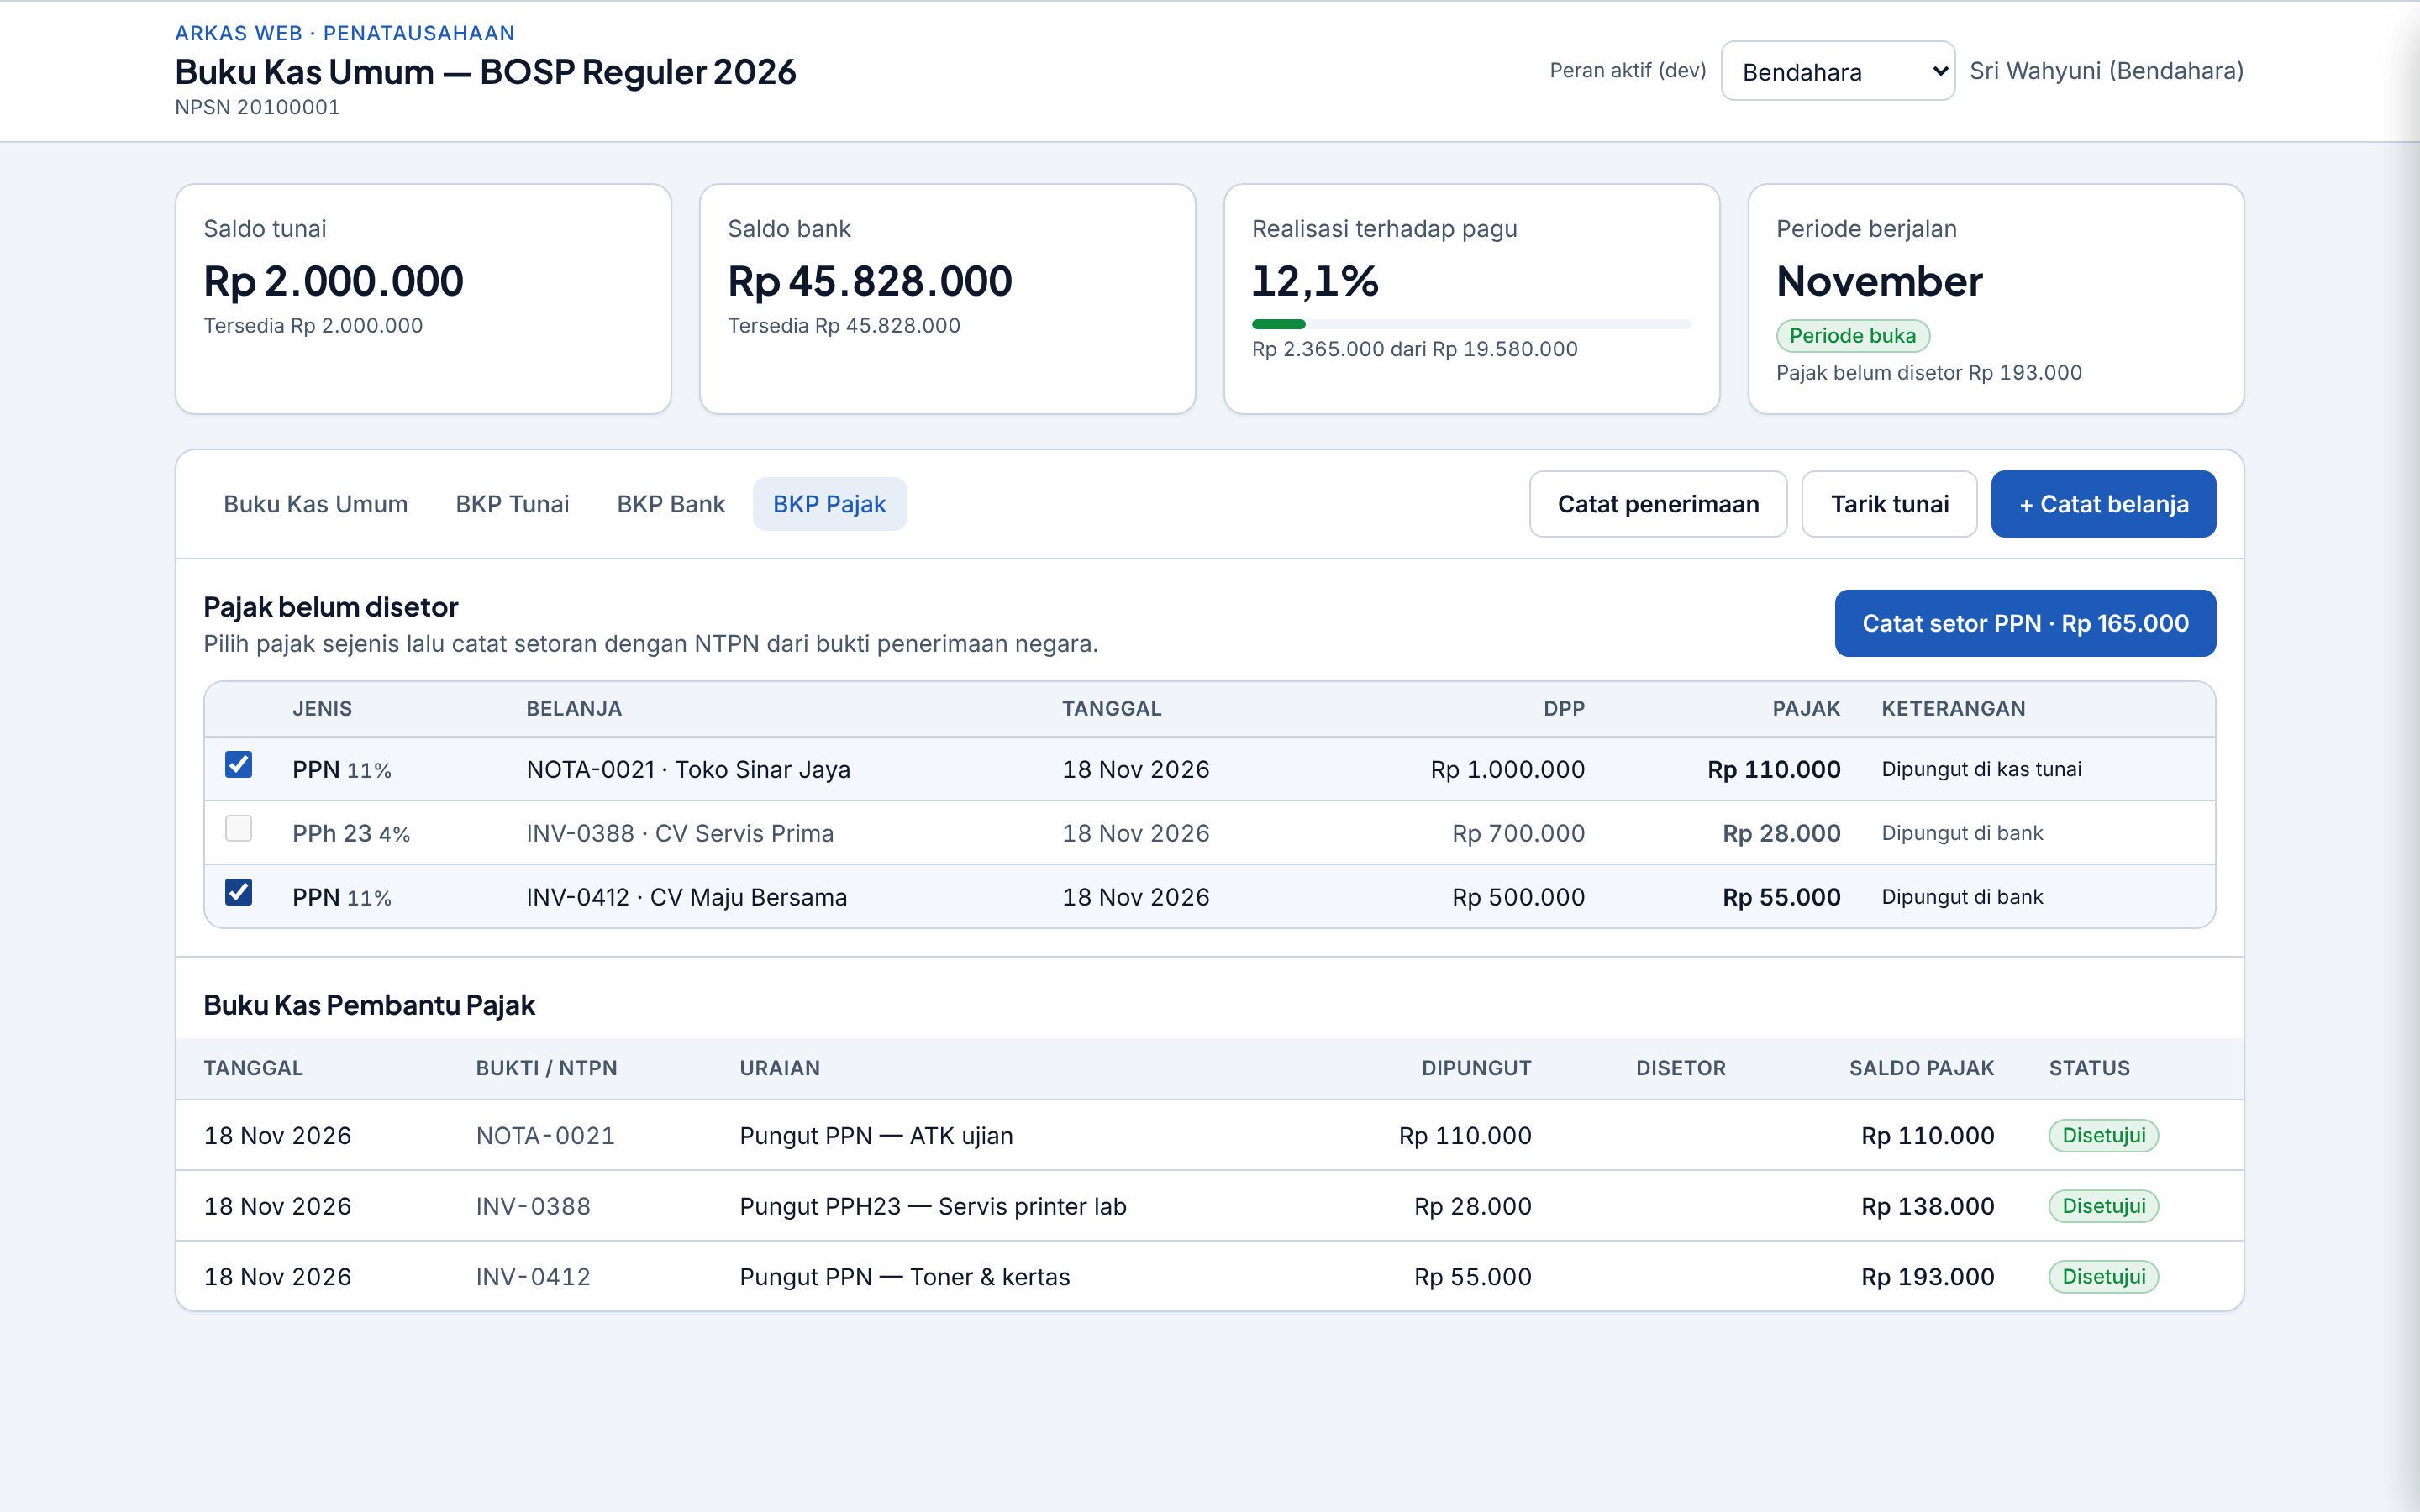 ARKAS WEB · PENATAUSAHAAN
Buku Kas Umum — BOSP Reguler 2026
NPSN 20100001
Peran aktif (dev) Bendahara Sri Wahyuni (Bendahara)
Saldo tunai
Rp 2.000.000
Tersedia Rp 2.000.000
Saldo bank
Rp 45.828.000
Tersedia Rp 45.828.000
Realisasi terhadap pagu
12,1%
Rp 2.365.000 dari Rp 19.580.000
Periode berjalan
November
Periode buka
Pajak belum disetor Rp 193.000
Buku Kas Umum BKP Tunai BKP Bank BKP Pajak Catat penerimaan Tarik tunai + Catat belanja
Pajak belum disetor
Pilih pajak sejenis lalu catat setoran dengan NTPN dari bukti penerimaan negara.
Catat setor PPN · Rp 165.000
JENIS BELANJA TANGGAL DPP PAJAK KETERANGAN
PPN 11% NOTA-0021 · Toko Sinar Jaya 18 Nov 2026 Rp 1.000.000 Rp 110.000 Dipungut di kas tunai
PPh 23 4% INV-0388 · CV Servis Prima 18 Nov 2026 Rp 700.000 Rp 28.000 Dipungut di bank
PPN 11% INV-0412 · CV Maju Bersama 18 Nov 2026 Rp 500.000 Rp 55.000 Dipungut di bank
Buku Kas Pembantu Pajak
TANGGAL BUKTI / NTPN URAIAN DIPUNGUT DISETOR SALDO PAJAK STATUS
18 Nov 2026 NOTA-0021 Pungut PPN — ATK ujian Rp 110.000 Rp 110.000 Disetujui
18 Nov 2026 INV-0388 Pungut PPH23 — Servis printer lab Rp 28.000 Rp 138.000 Disetujui
18 Nov 2026 INV-0412 Pungut PPN — Toner & kertas Rp 55.000 Rp 193.000 Disetujui